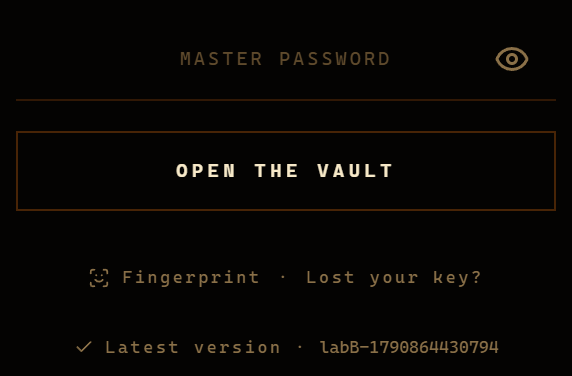 MASTER PASSWORD
OPEN THE VAULT
Fingerprint · Lost your key?
Latest version · labB-1790864430794